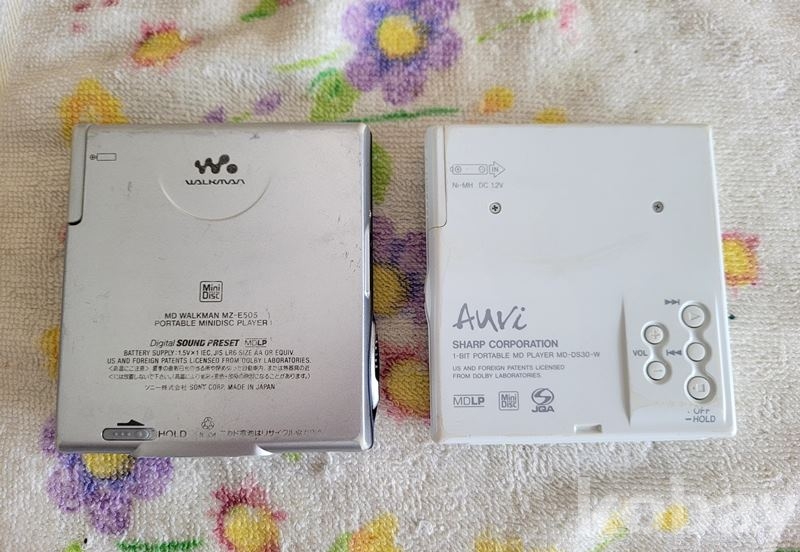 WALKMAN
Mini
Disc
MD WALKMAN MZ-E505
PORTABLE MINIDISC PLAYER
Digital SOUND PRESET MDLP
BATTERY SUPPLY : 1.5V×1 IEC, JIS LR6 SIZE AA OR EQUIV.
US AND FOREIGN PATENTS LICENSED FROM DOLBY LABORATORIES.
ソニー株式会社 SONY CORP. MADE IN JAPAN
HOLD
IN
Ni-MH DC 1.2V
Auvi
SHARP CORPORATION
1-BIT PORTABLE MD PLAYER MD-DS30-W
US AND FOREIGN PATENTS LICENSED
FROM DOLBY LABORATORIES.
MDLP
Mini
Disc
JQA
VOL
OFF
HOLD